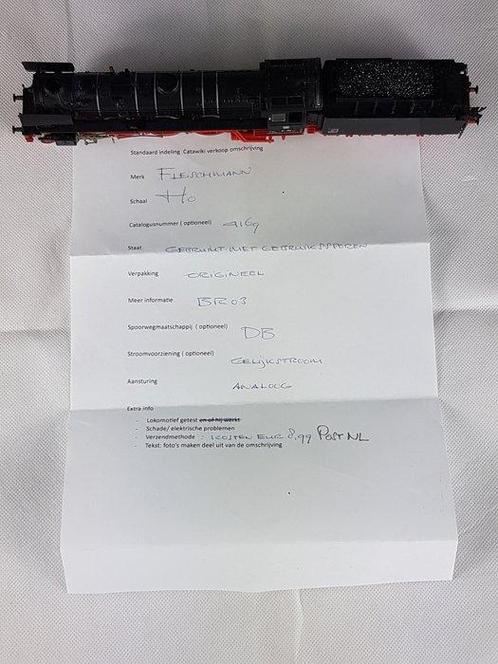 Standaard indeling Catawiki verkoop omschrijving
Merk FLEISCHMANN
Schaal HO
Catalogusnummer ( optioneel) 4169
Staat GEBRUIKT MET GEBRUIKSSPOREN
Verpakking ORIGINEEL
Meer informatie BR03
Spoorwegmaatschappij ( optioneel) DB
Stroomvoorziening ( optioneel) GELIJKSTROOM
Aansturing ANALOOG
Extra info
- Lokomotief getest en of hij werkt
- Schade/ elektrische problemen
- Verzendmethode : KOSTEN EUR 8,99 POSTNL
- Tekst: foto's maken deel uit van de omschrijving